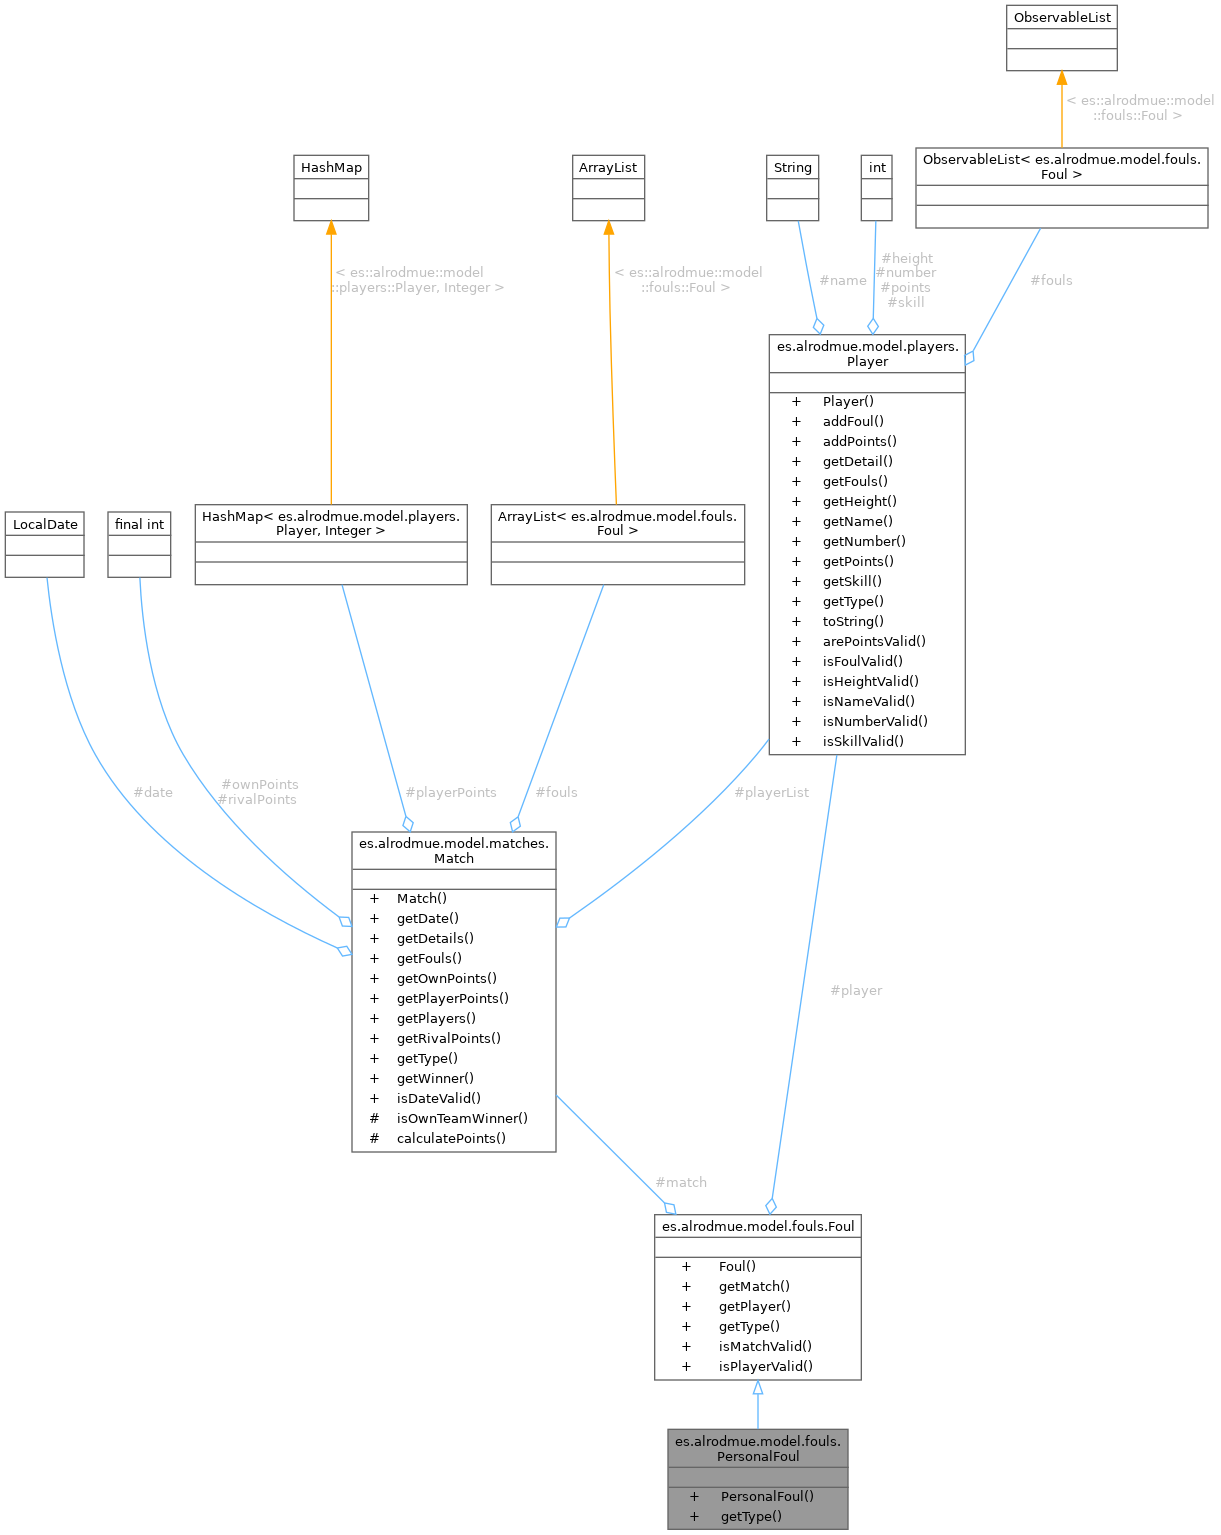 ObservableList
< es::alrodmue::model
::fouls::Foul >
HashMap
ArrayList
String
int
ObservableList< es.alrodmue.model.fouls.
Foul >
< es::alrodmue::model
::players::Player, Integer >
< es::alrodmue::model
::fouls::Foul >
#name
#height
#number
#points
#skill
#fouls
es.alrodmue.model.players.
Player
+ Player()
+ addFoul()
+ addPoints()
+ getDetail()
+ getFouls()
+ getHeight()
+ getName()
+ getNumber()
+ getPoints()
+ getSkill()
+ getType()
+ toString()
+ arePointsValid()
+ isFoulValid()
+ isHeightValid()
+ isNameValid()
+ isNumberValid()
+ isSkillValid()
LocalDate
final int
HashMap< es.alrodmue.model.players.
Player, Integer >
ArrayList< es.alrodmue.model.fouls.
Foul >
#date
#ownPoints
#rivalPoints
#playerPoints
#fouls
#playerList
es.alrodmue.model.matches.
Match
+ Match()
+ getDate()
+ getDetails()
+ getFouls()
+ getOwnPoints()
+ getPlayerPoints()
+ getPlayers()
+ getRivalPoints()
+ getType()
+ getWinner()
+ isDateValid()
# isOwnTeamWinner()
# calculatePoints()
#player
#match
es.alrodmue.model.fouls.Foul
+ Foul()
+ getMatch()
+ getPlayer()
+ getType()
+ isMatchValid()
+ isPlayerValid()
es.alrodmue.model.fouls.
PersonalFoul
+ PersonalFoul()
+ getType()